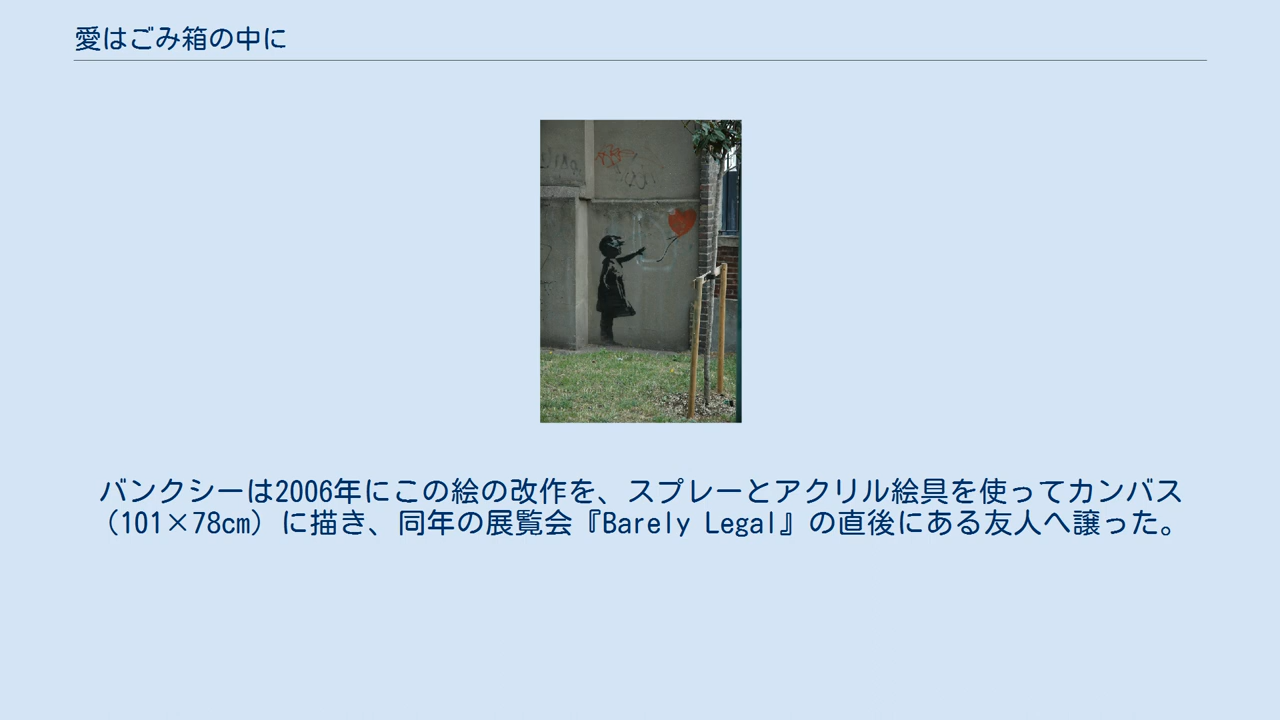 愛はごみ箱の中に
バンクシーは2006年にこの絵の改作を、スプレーとアクリル絵具を使ってカンバス
（101×78cm）に描き、同年の展覧会『Barely Legal』の直後にある友人へ譲った。